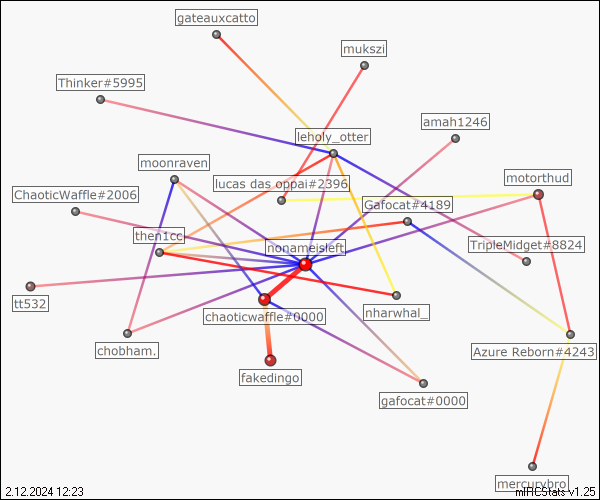 gateauxcatto
mukszi
Thinker#5995
amah1246
leholy_otter
moonraven
motorthud
lucas das oppai#2396
ChaoticWaffle#2006
Gafocat#4189
then1cc
nonameisleft
TripleMidget#8824
tt532
nharwhal_
chaoticwaffle#0000
chobham.
Azure Reborn#4243
fakedingo
gafocat#0000
mercurybro
2.12.2024 12:23
mIRCStats v1.25